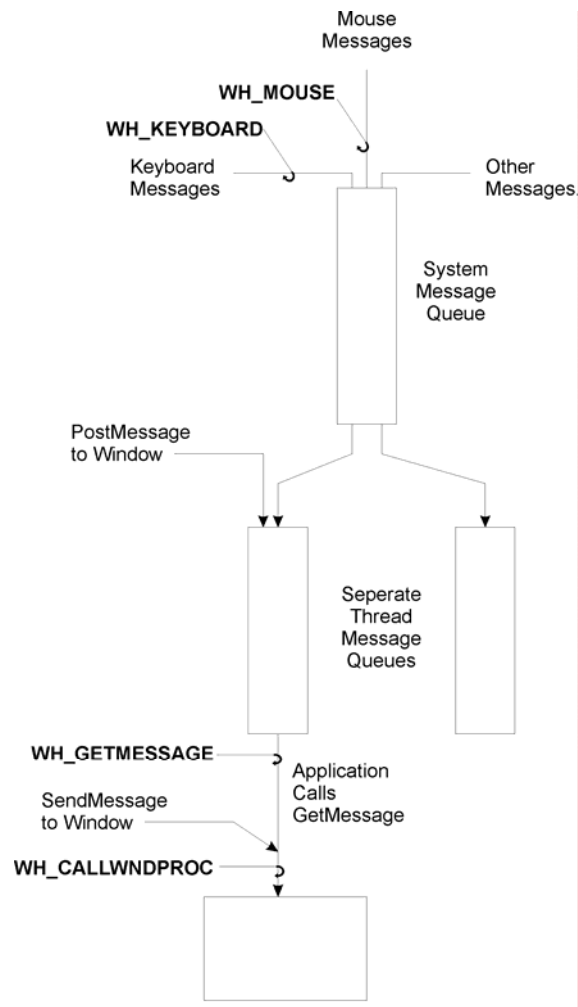 Mouse
Messages
WH_MOUSE
WH_KEYBOARD
Keyboard
Messages
Other
Messages.
System
Message
Queue
PostMessage
to Window
Seperate
Thread
Message
Queues
WH_GETMESSAGE
Application
Calls
GetMessage
SendMessage
to Window
WH_CALLWNDPROC